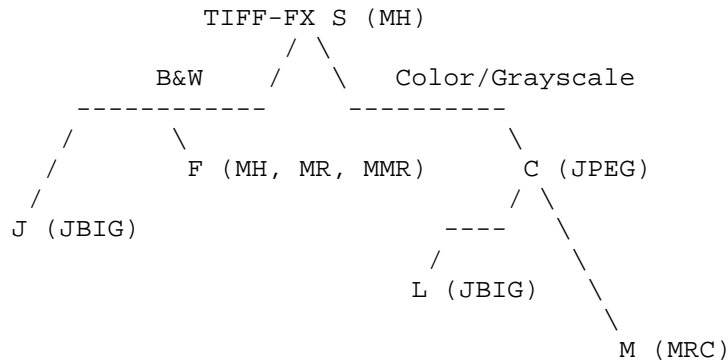 TIFF-FX S (MH)
B&W Color/Grayscale
F (MH, MR, MMR) C (JPEG)
J (JBIG)
L (JBIG)
M (MRC)